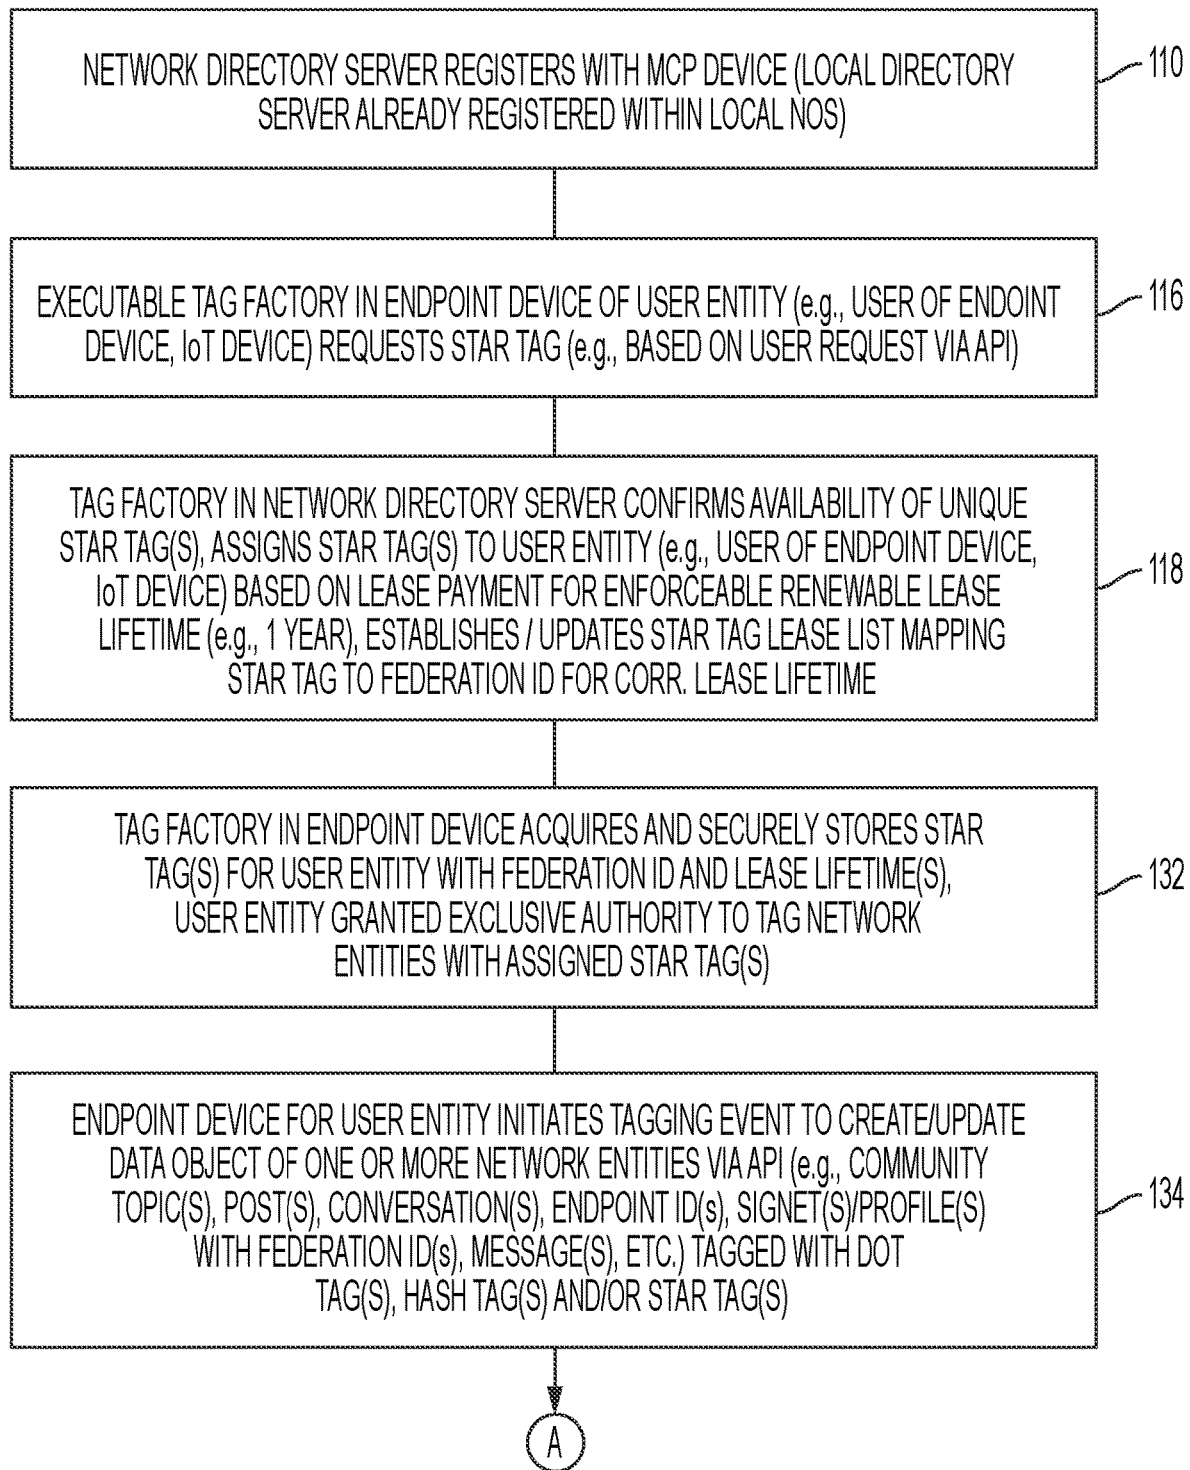 NETWORK DIRECTORY SERVER REGISTERS WITH MCP DEVICE (LOCAL DIRECTORY
SERVER ALREADY REGISTERED WITHIN LOCAL NOS)
110
EXECUTABLE TAG FACTORY IN ENDPOINT DEVICE OF USER ENTITY (e.g., USER OF ENDOINT
DEVICE, IoT DEVICE) REQUESTS STAR TAG (e.g., BASED ON USER REQUEST VIA API)
116
TAG FACTORY IN NETWORK DIRECTORY SERVER CONFIRMS AVAILABILITY OF UNIQUE
STAR TAG(S), ASSIGNS STAR TAG(S) TO USER ENTITY (e.g., USER OF ENDPOINT DEVICE,
IoT DEVICE) BASED ON LEASE PAYMENT FOR ENFORCEABLE RENEWABLE LEASE
LIFETIME (e.g., 1 YEAR), ESTABLISHES / UPDATES STAR TAG LEASE LIST MAPPING
STAR TAG TO FEDERATION ID FOR CORR. LEASE LIFETIME
118
TAG FACTORY IN ENDPOINT DEVICE ACQUIRES AND SECURELY STORES STAR
TAG(S) FOR USER ENTITY WITH FEDERATION ID AND LEASE LIFETIME(S),
USER ENTITY GRANTED EXCLUSIVE AUTHORITY TO TAG NETWORK
ENTITIES WITH ASSIGNED STAR TAG(S)
132
ENDPOINT DEVICE FOR USER ENTITY INITIATES TAGGING EVENT TO CREATE/UPDATE
DATA OBJECT OF ONE OR MORE NETWORK ENTITIES VIA API (e.g., COMMUNITY
TOPIC(S), POST(S), CONVERSATION(S), ENDPOINT ID(s), SIGNET(S)/PROFILE(S)
WITH FEDERATION ID(s), MESSAGE(S), ETC.) TAGGED WITH DOT
TAG(S), HASH TAG(S) AND/OR STAR TAG(S)
134
A